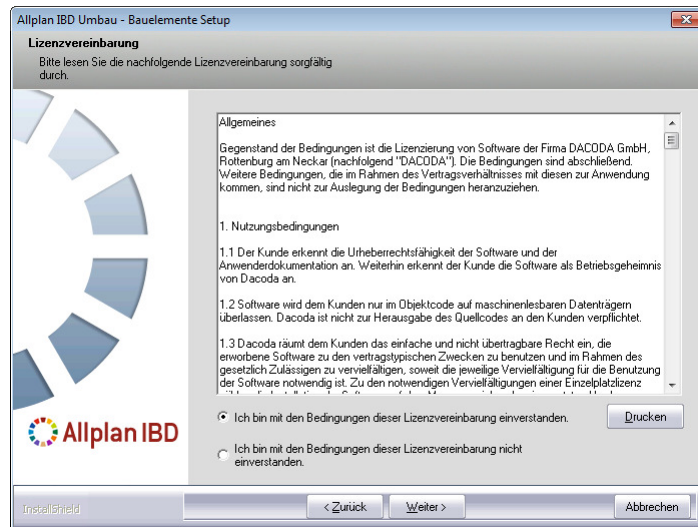 Allplan IBD Umbau - Bauelemente Setup
Lizenzvereinbarung
Bitte lesen Sie die nachfolgende Lizenzvereinbarung sorgfältig
durch.
Allgemeines
Gegenstand der Bedingungen ist die Lizenzierung von Software der Firma DACODA GmbH,
Rottenburg am Neckar (nachfolgend "DACODA"). Die Bedingungen sind abschließend.
Weitere Bedingungen, die im Rahmen des Vertragsverhältnisses mit diesen zur Anwendung
kommen, sind nicht zur Auslegung der Bedingungen heranzuziehen.
1. Nutzungsbedingungen
1.1 Der Kunde erkennt die Urheberrechtsfähigkeit der Software und der
Anwenderdokumentation an. Weiterhin erkennt der Kunde die Software als Betriebsgeheimnis
von Dacoda an.
1.2 Software wird dem Kunden nur im Objektcode auf maschinenlesbaren Datenträgern
überlassen. Dacoda ist nicht zur Herausgabe des Quellcodes an den Kunden verpflichtet.
1.3 Dacoda räumt dem Kunden das einfache und nicht übertragbare Recht ein, die
erworbene Software zu den vertragstypischen Zwecken zu benutzen und im Rahmen des
gesetzlich Zulässigen zu vervielfältigen, soweit die jeweilige Vervielfältigung für die Benutzung
der Software notwendig ist. Zu den notwendigen Vervielfältigungen einer Einzelplatzlizenz
Ich bin mit den Bedingungen dieser Lizenzvereinbarung einverstanden.
Drucken
Ich bin mit den Bedingungen dieser Lizenzvereinbarung nicht
einverstanden.
Allplan IBD
InstallShield
< Zurück
Weiter >
Abbrechen